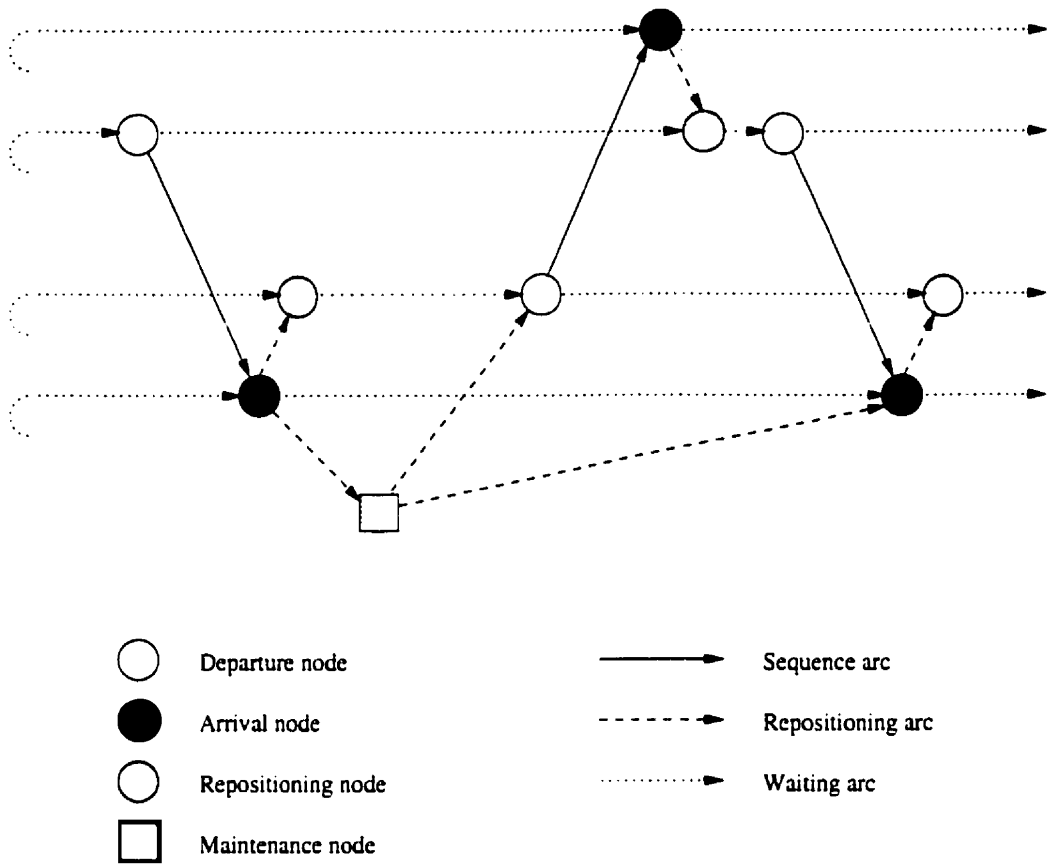 Departure node
Arrival node
Repositioning node
Maintenance node
Sequence arc
Repositioning arc
Waiting arc